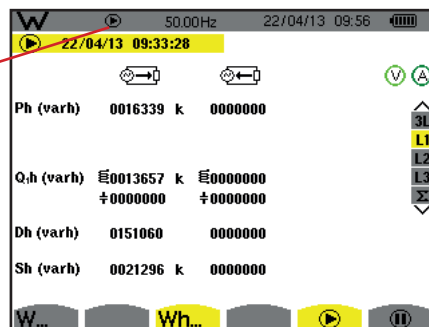 W 50.00Hz 22/04/13 09:56
22/04/13 09:33:28
V A
Ph (varh) 0016339 k 0000000
3L
L1
L2
Q₁h (varh) 0013657 k 0000000
L3
÷0000000 ÷0000000
Σ
Dh (varh) 0151060 0000000
Sh (varh) 0021296 k 0000000
W... Wh...